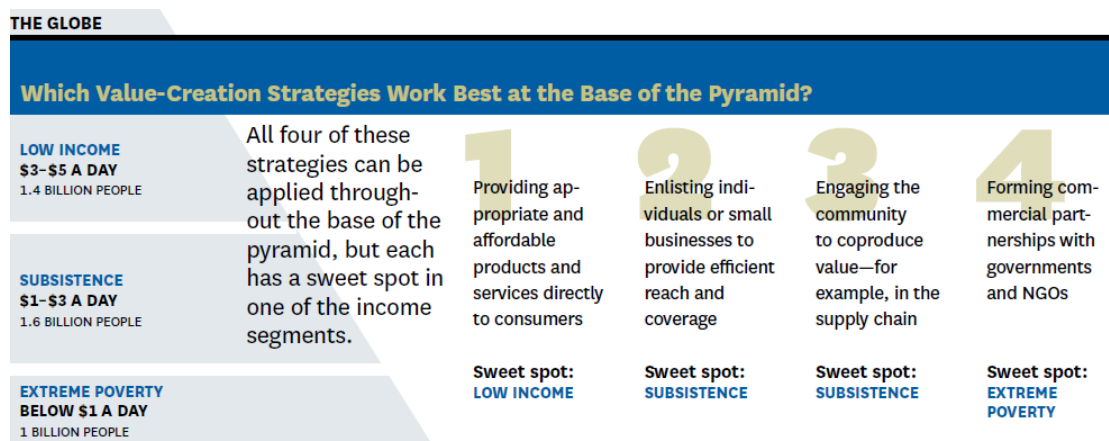 THE GLOBE
Which Value-Creation Strategies Work Best at the Base of the Pyramid?
LOW INCOME
$3–$5 A DAY
1.4 BILLION PEOPLE
SUBSISTENCE
$1–$3 A DAY
1.6 BILLION PEOPLE
EXTREME POVERTY
BELOW $1 A DAY
1 BILLION PEOPLE
All four of these
strategies can be
applied through-
out the base of the
pyramid, but each
has a sweet spot in
one of the income
segments.
1
Providing ap-
propriate and
affordable
products and
services directly
to consumers
Sweet spot:
LOW INCOME
2
Enlisting indi-
viduals or small
businesses to
provide efficient
reach and
coverage
Sweet spot:
SUBSISTENCE
3
Engaging the
community
to coproduce
value—for
example, in the
supply chain
Sweet spot:
SUBSISTENCE
4
Forming com-
mercial part-
nerships with
governments
and NGOs
Sweet spot:
EXTREME
POVERTY